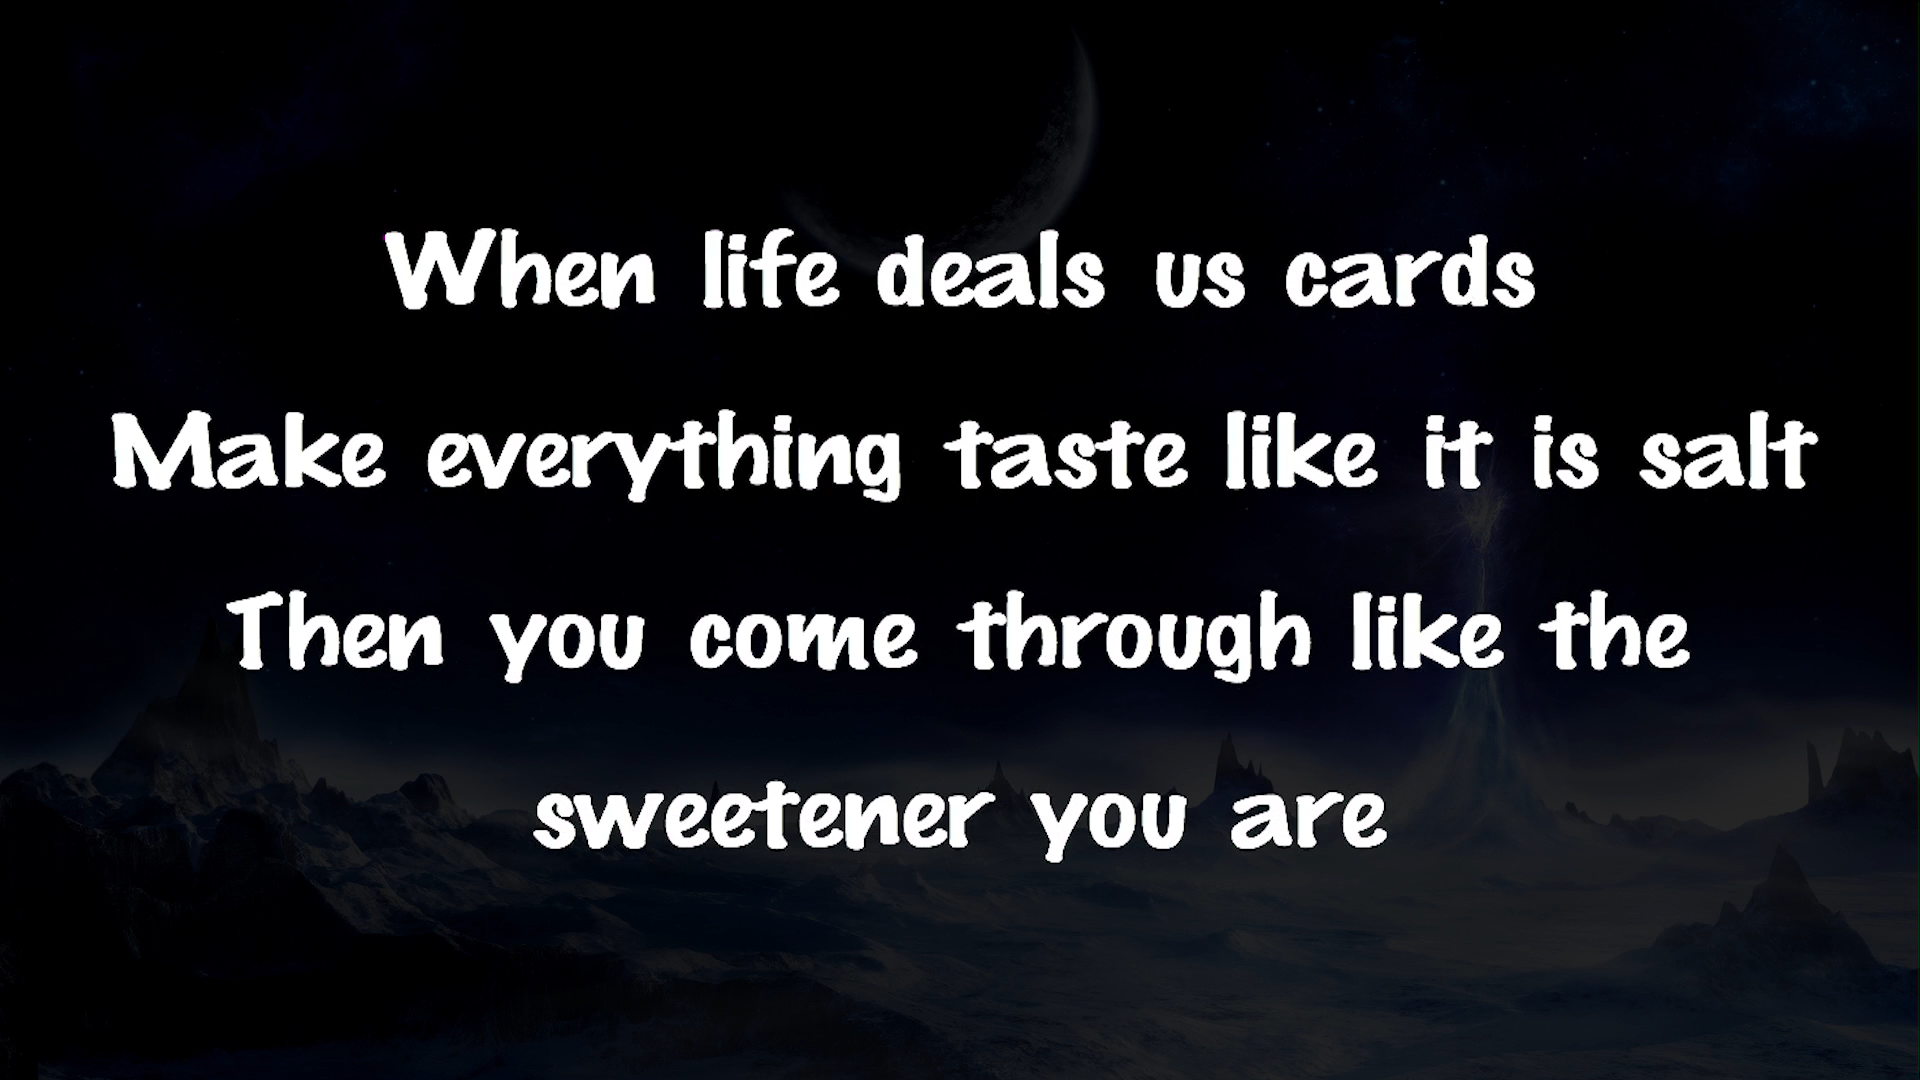 When life deals us cards
Make everything taste like it is salt
Then you come through like the
sweetener you are